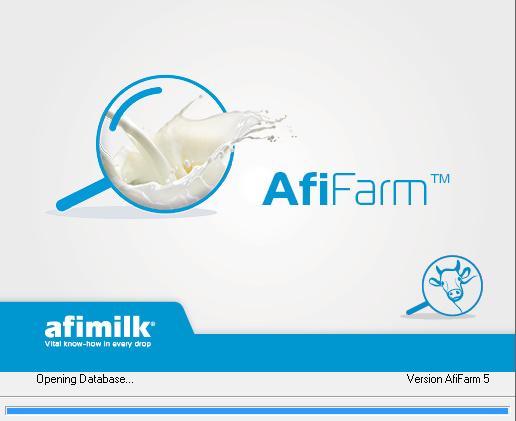 AfiFarm™
afimilk®
Vital know-how in every drop
Opening Database...
Version AfiFarm 5